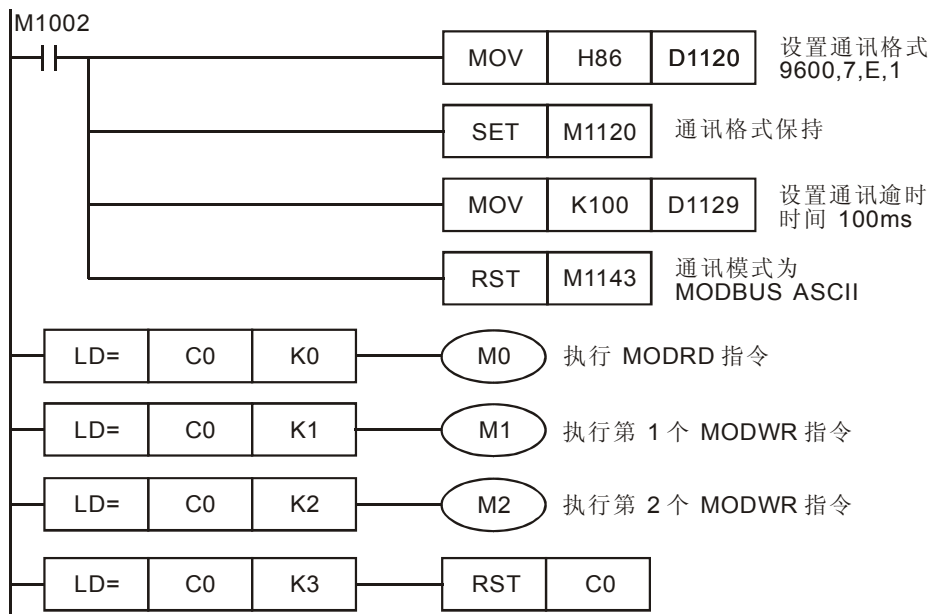 M1002
MOV H86 D1120 设置通讯格式
9600,7,E,1
SET M1120 通讯格式保持
MOV K100 D1129 设置通讯逾时
时间 100ms
RST M1143 通讯模式为
MODBUS ASCII
LD= C0 K0 M0 执行 MODRD 指令
LD= C0 K1 M1 执行第 1 个 MODWR 指令
LD= C0 K2 M2 执行第 2 个 MODWR 指令
LD= C0 K3 RST C0